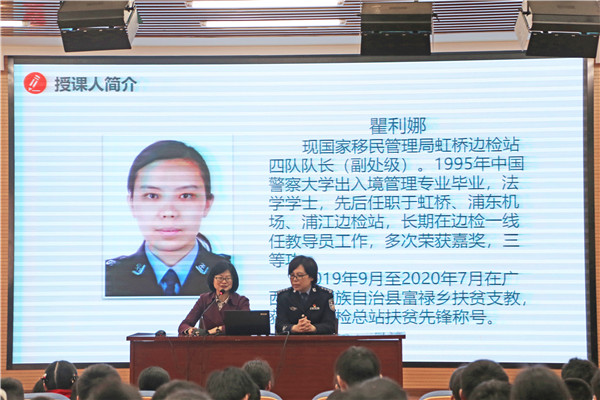 授课人简介
瞿利娜
现国家移民管理局虹桥边检站
四队队长（副处级）。1995年中国
警察大学出入境管理专业毕业，法
学学士，先后任职于虹桥、浦东机
场、浦江边检站，长期在边检一线
任教导员工作，多次荣获嘉奖，三
等功
2019年9月至2020年7月在广
西 族自治县富禄乡扶贫支教，
检总站扶贫先锋称号。